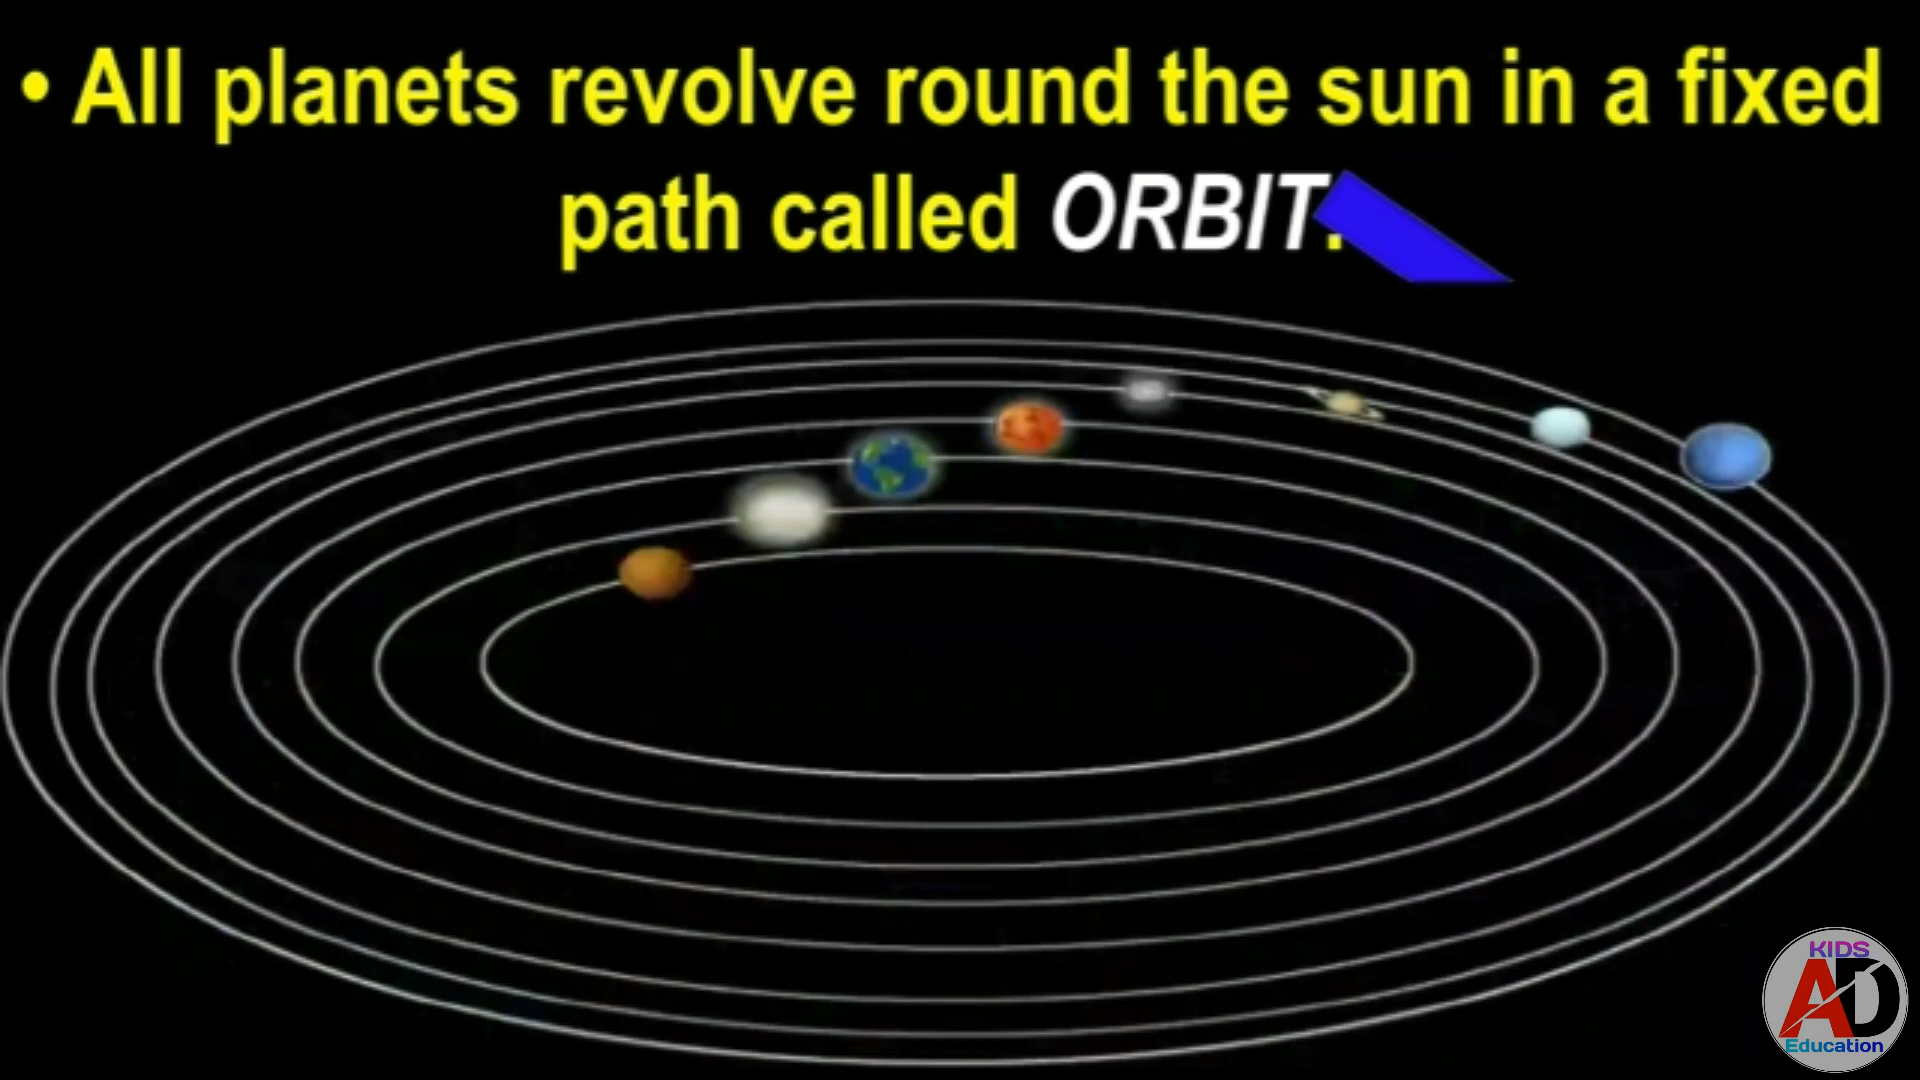 • All planets revolve round the sun in a fixed
path called ORBIT.
KIDS
AD
Education